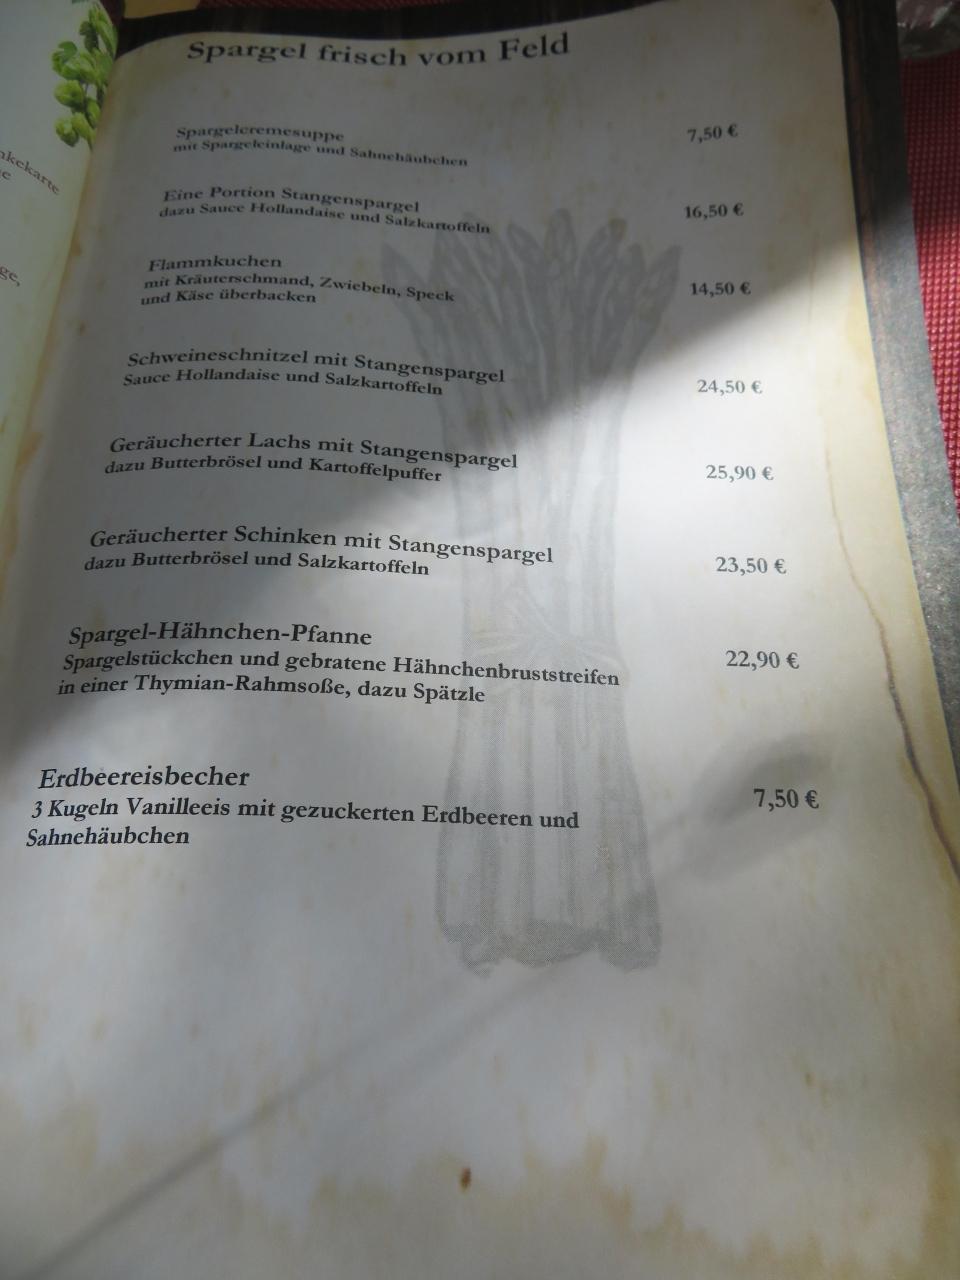 Spargel frisch vom Feld
Spargelcremesuppe
mit Spargeleinlage und Sahnehäubchen
7,50 €
Eine Portion Stangenspargel
dazu Sauce Hollandaise und Salzkartoffeln
16,50 €
Flammkuchen
mit Kräuterschmand, Zwiebeln, Speck
und Käse überbacken
14,50 €
Schweineschnitzel mit Stangenspargel
Sauce Hollandaise und Salzkartoffeln
24,50 €
Geräucherter Lachs mit Stangenspargel
dazu Butterbrösel und Kartoffelpuffer
25,90 €
Geräucherter Schinken mit Stangenspargel
dazu Butterbrösel und Salzkartoffeln
23,50 €
Spargel-Hähnchen-Pfanne
Spargelstückchen und gebratene Hähnchenbruststreifen
in einer Thymian-Rahmsoße, dazu Spätzle
22,90 €
Erdbeereisbecher
3 Kugeln Vanilleeis mit gezuckerten Erdbeeren und
Sahnehäubchen
7,50 €